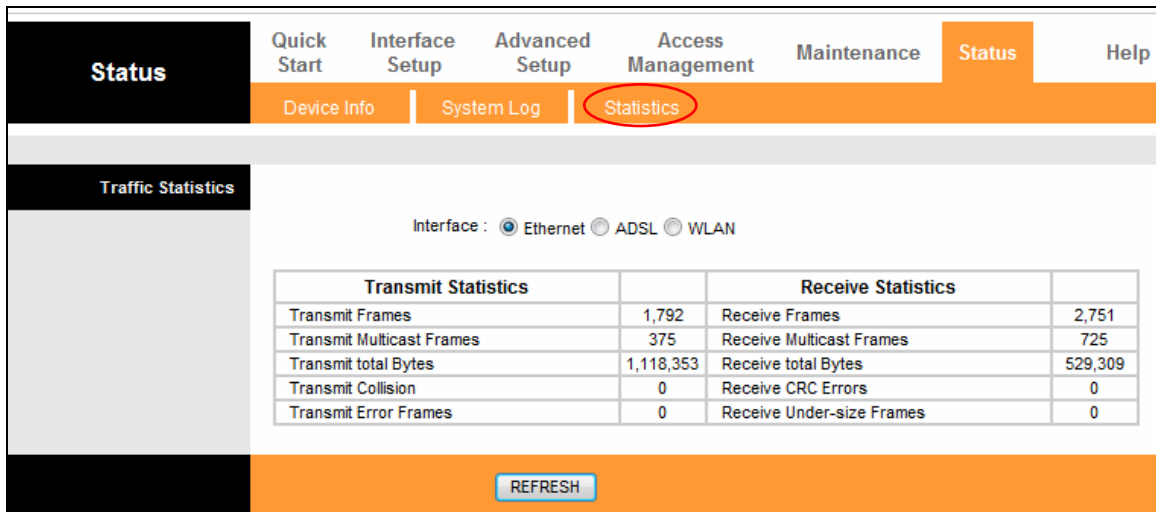 Status
Quick Start
Interface Setup
Advanced Setup
Access Management
Maintenance
Status
Help
Device Info
System Log
Statistics
Traffic Statistics
Interface : Ethernet ADSL WLAN
Transmit Statistics Receive Statistics
Transmit Frames 1,792 Receive Frames 2,751
Transmit Multicast Frames 375 Receive Multicast Frames 725
Transmit total Bytes 1,118,353 Receive total Bytes 529,309
Transmit Collision 0 Receive CRC Errors 0
Transmit Error Frames 0 Receive Under-size Frames 0
REFRESH